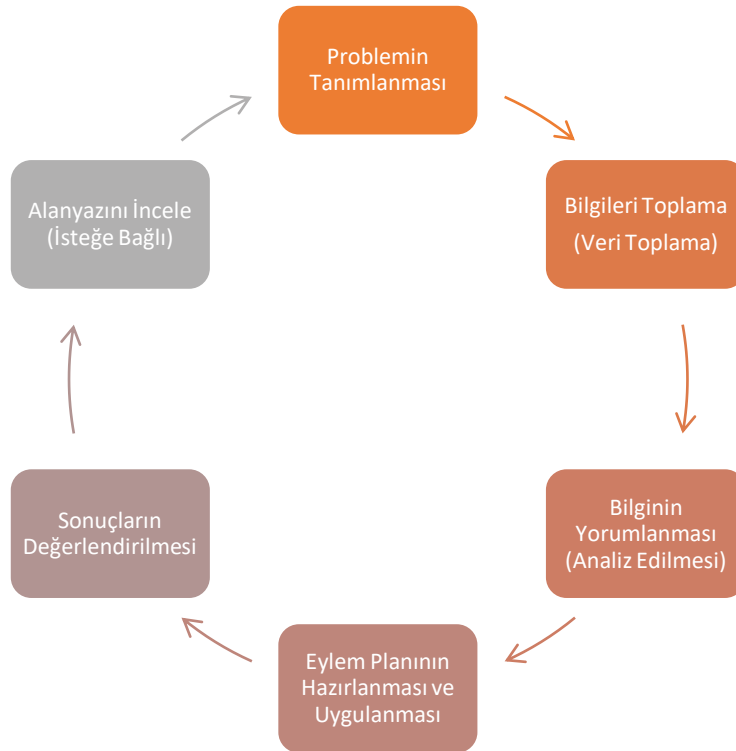 Problemin
Tanımlanması
Bilgileri Toplama
(Veri Toplama)
Bilginin
Yorumlanması
(Analiz Edilmesi)
Eylem Planının
Hazırlanması ve
Uygulanması
Sonuçların
Değerlendirilmesi
Alanyazını İncele
(İsteğe Bağlı)